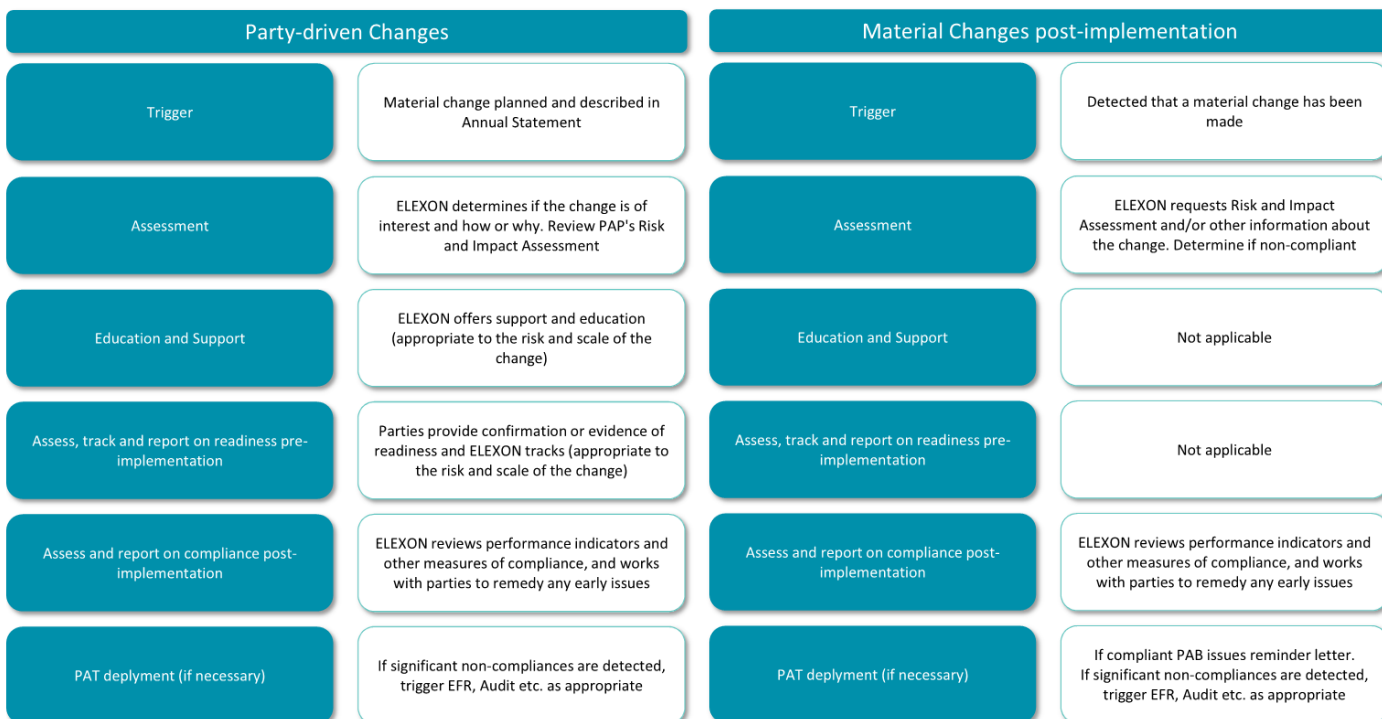 Party-driven Changes
Trigger
Material change planned and described in
Annual Statement
Assessment
ELEXON determines if the change is of
interest and how or why. Review PAP's Risk
and Impact Assessment
Education and Support
ELEXON offers support and education
(appropriate to the risk and scale of the
change)
Assess, track and report on readiness pre-
implementation
Parties provide confirmation or evidence of
readiness and ELEXON tracks (appropriate to
the risk and scale of the change)
Assess and report on compliance post-
implementation
ELEXON reviews performance indicators and
other measures of compliance, and works
with parties to remedy any early issues
PAT deplyment (if necessary)
If significant non-compliances are detected,
trigger EFR, Audit etc. as appropriate
Material Changes post-implementation
Trigger
Detected that a material change has been
made
Assessment
ELEXON requests Risk and Impact
Assessment and/or other information about
the change. Determine if non-compliant
Education and Support
Not applicable
Assess, track and report on readiness pre-
implementation
Not applicable
Assess and report on compliance post-
implementation
ELEXON reviews performance indicators and
other measures of compliance, and works
with parties to remedy any early issues
PAT deplyment (if necessary)
If compliant PAB issues reminder letter.
If significant non-compliances are detected,
trigger EFR, Audit etc. as appropriate